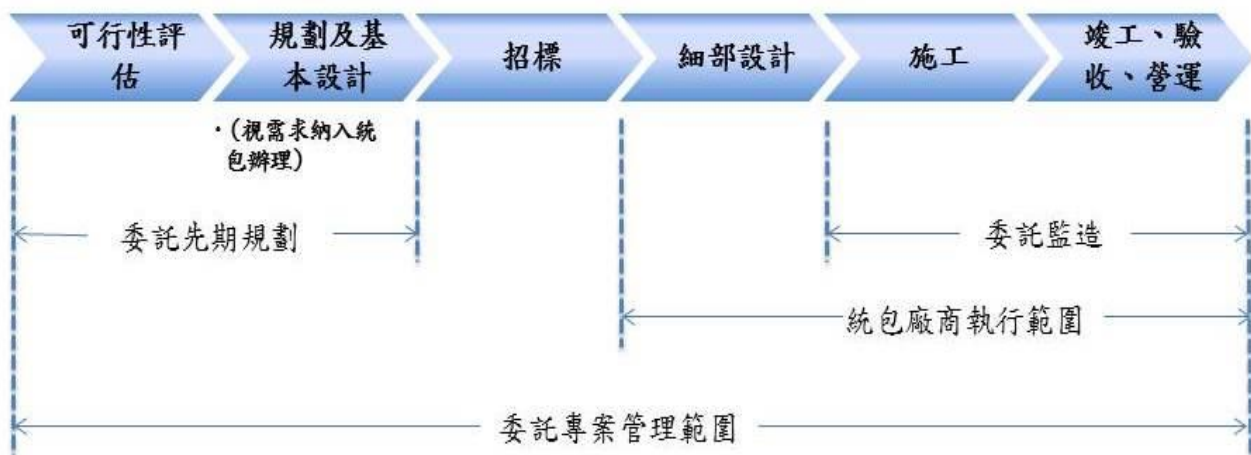 可行性評
估
規劃及基
本設計
招標
細部設計
施工
竣工、驗
收、營運
·(視需求納入統
包辦理)
委託先期規劃
委託監造
統包廠商執行範圍
委託專案管理範圍